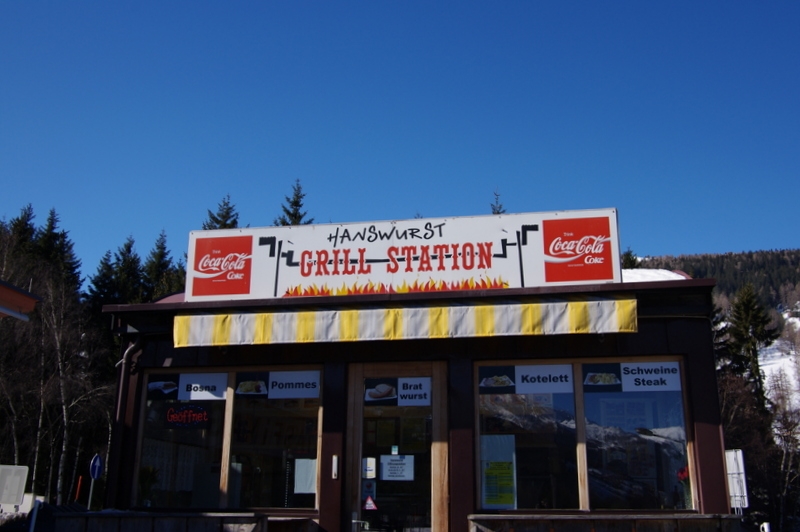 HANSWURST
GRILL STATION
Coca-Cola
Coke
Coca-Cola
Coke
Bosna
Pommes
Brat
wurst
Kotelett
Schweine
Steak
Geöffnet